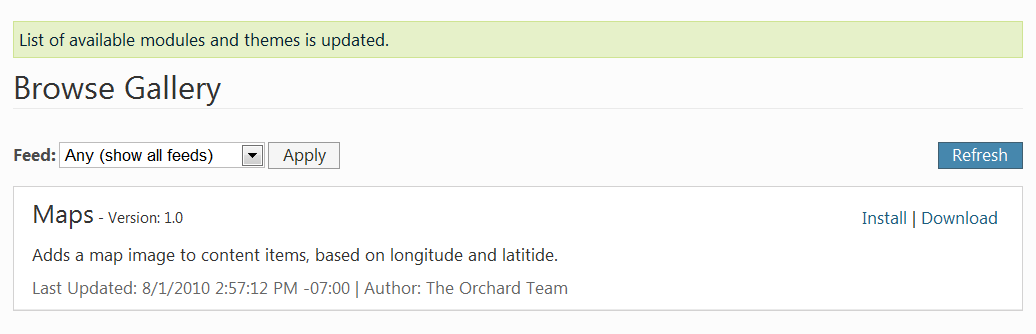 List of available modules and themes is updated.
Browse Gallery
Feed: Any (show all feeds) Apply Refresh
Maps - Version: 1.0 Install | Download
Adds a map image to content items, based on longitude and latitide.
Last Updated: 8/1/2010 2:57:12 PM -07:00 | Author: The Orchard Team